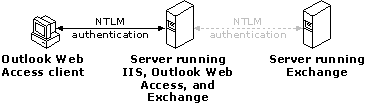 NTLM
authentication
NTLM
authentication
Outlook Web
Access client
Server running
IIS, Outlook Web
Access, and
Exchange
Server running
Exchange